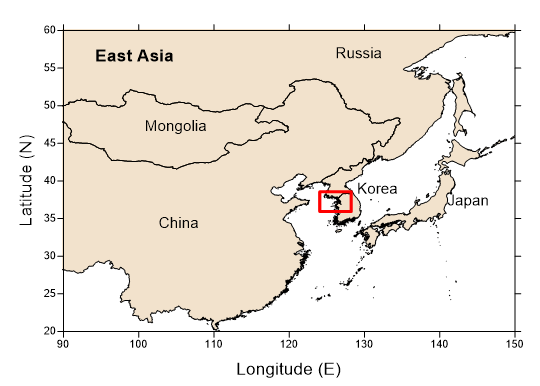 60
East Asia
Russia
55
50
Mongolia
Latitude (N)
45
40
Korea
Japan
35
China
30
25
20
90 100 110 120 130 140 150
Longitude (E)